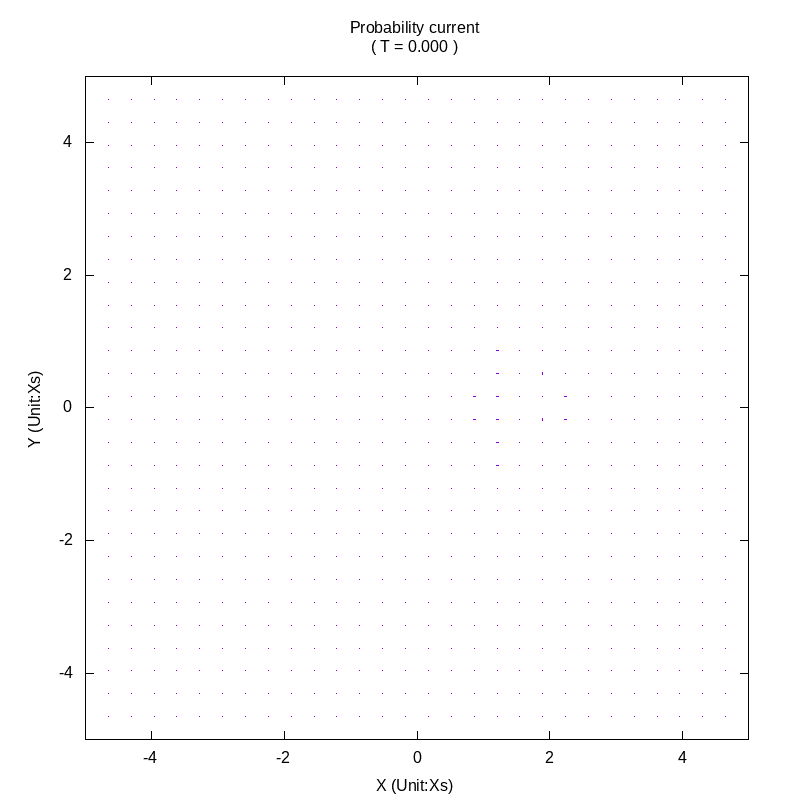 Probability current
( T = 0.000 )
4
2
0
-2
-4
Y (Unit:Xs)
-4
-2
0
2
4
X (Unit:Xs)